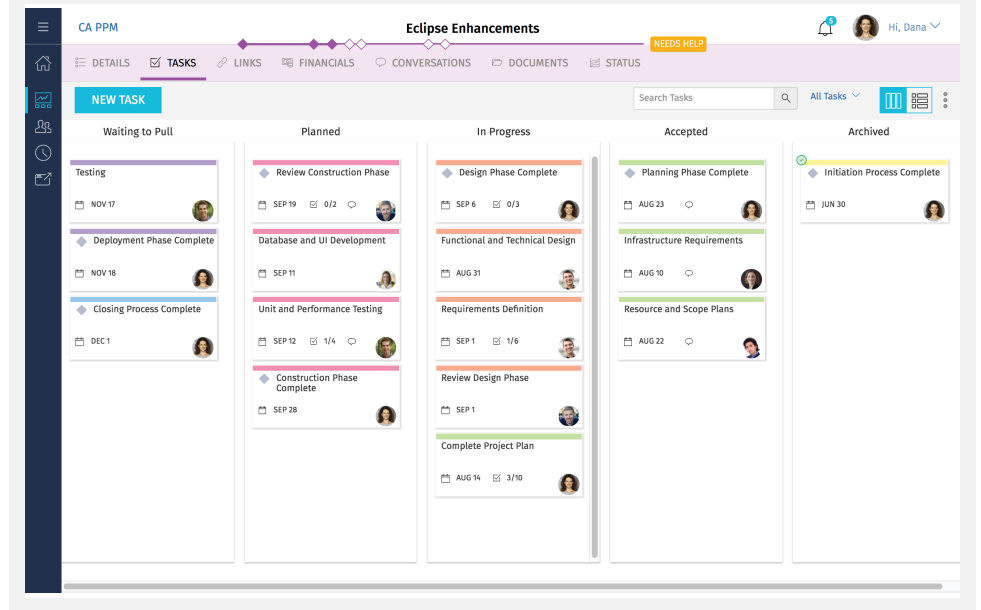 CA PPM
Eclipse Enhancements
5
Hi, Dana
NEEDS HELP
DETAILS
TASKS
LINKS
FINANCIALS
CONVERSATIONS
DOCUMENTS
STATUS
NEW TASK
Search Tasks
All Tasks
Waiting to Pull
Planned
In Progress
Accepted
Archived
Testing
NOV 17
Deployment Phase Complete
NOV 18
Closing Process Complete
DEC 1
Review Construction Phase
SEP 19 0/2
Database and UI Development
SEP 11
Unit and Performance Testing
SEP 12 1/4
Construction Phase
Complete
SEP 28
Design Phase Complete
SEP 6 0/3
Functional and Technical Design
AUG 31
Requirements Definition
SEP 1 1/6
Review Design Phase
SEP 1
Complete Project Plan
AUG 14 3/10
Planning Phase Complete
AUG 23
Infrastructure Requirements
AUG 10
Resource and Scope Plans
AUG 22
Initiation Process Complete
JUN 30